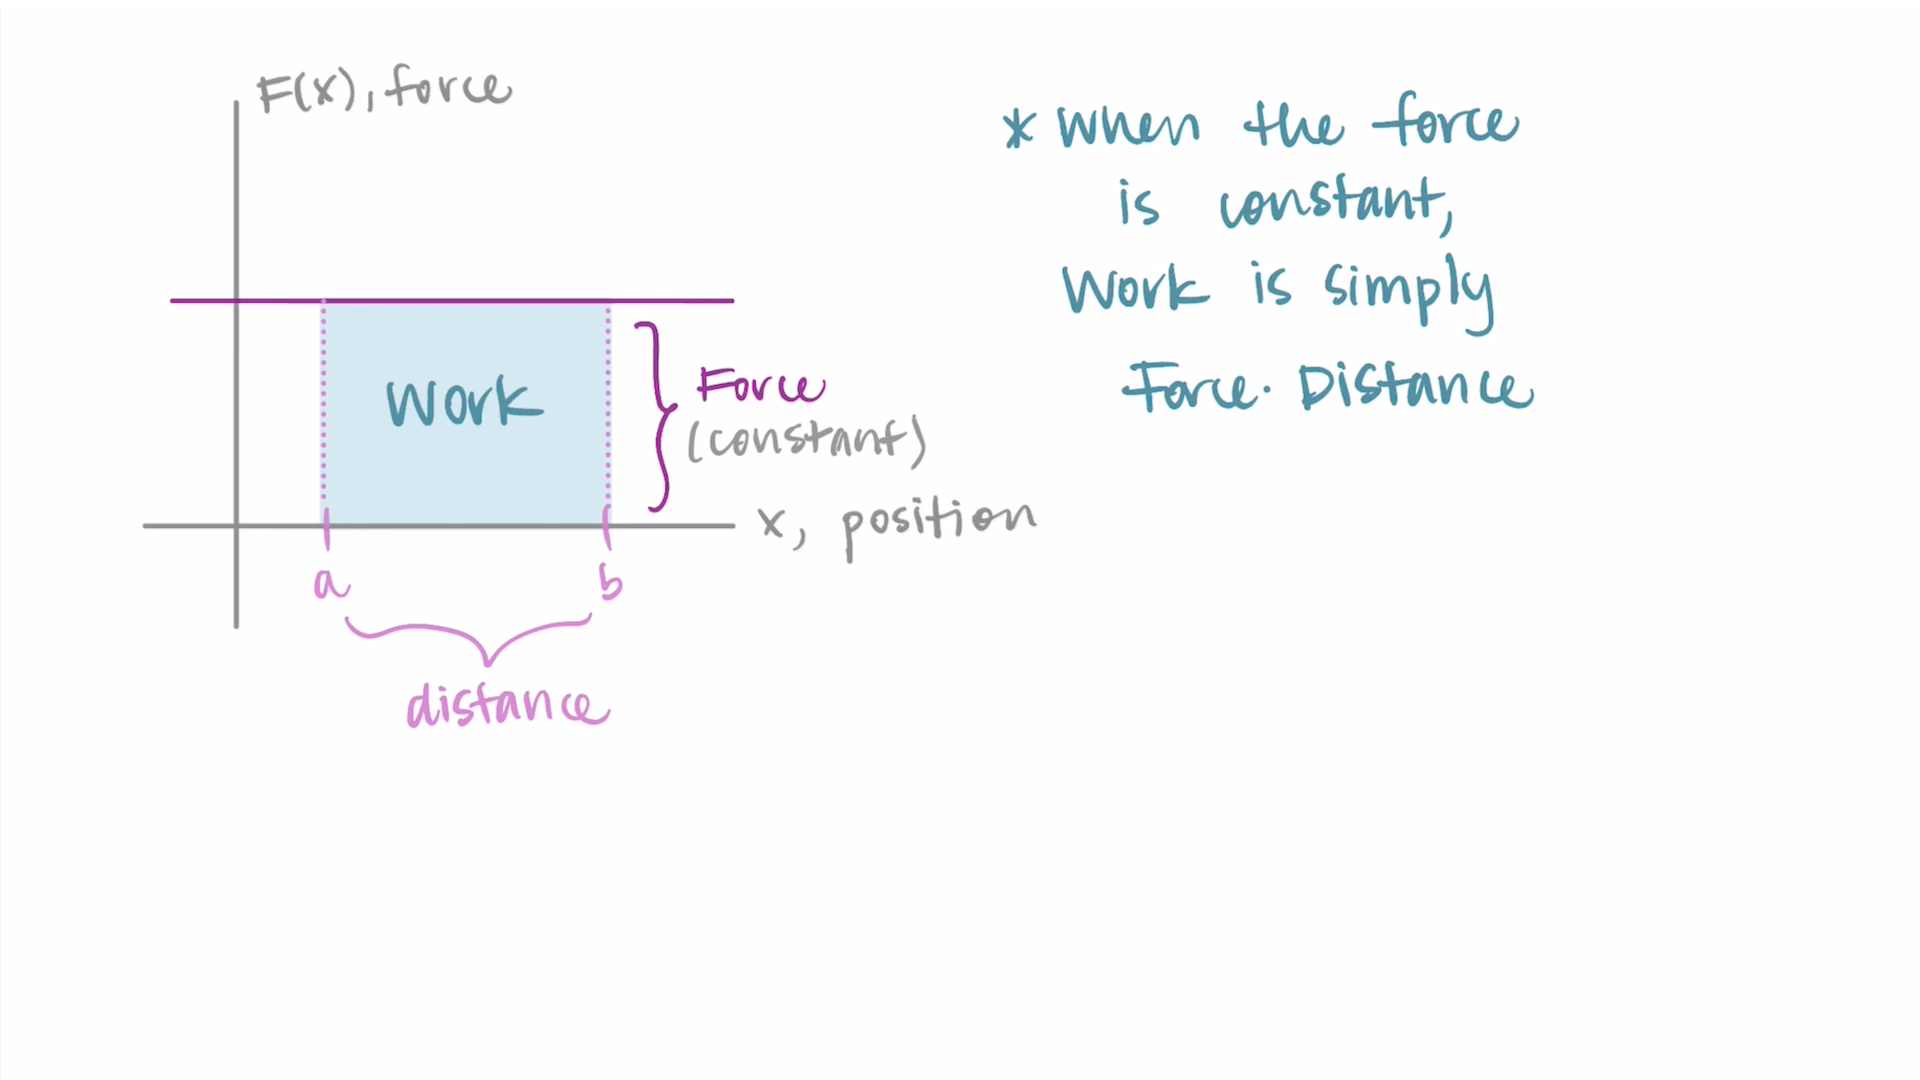 F(x), force
Work
Force
(constant)
x, position
a
b
distance
* When the force
is constant,
Work is simply
Force · Distance